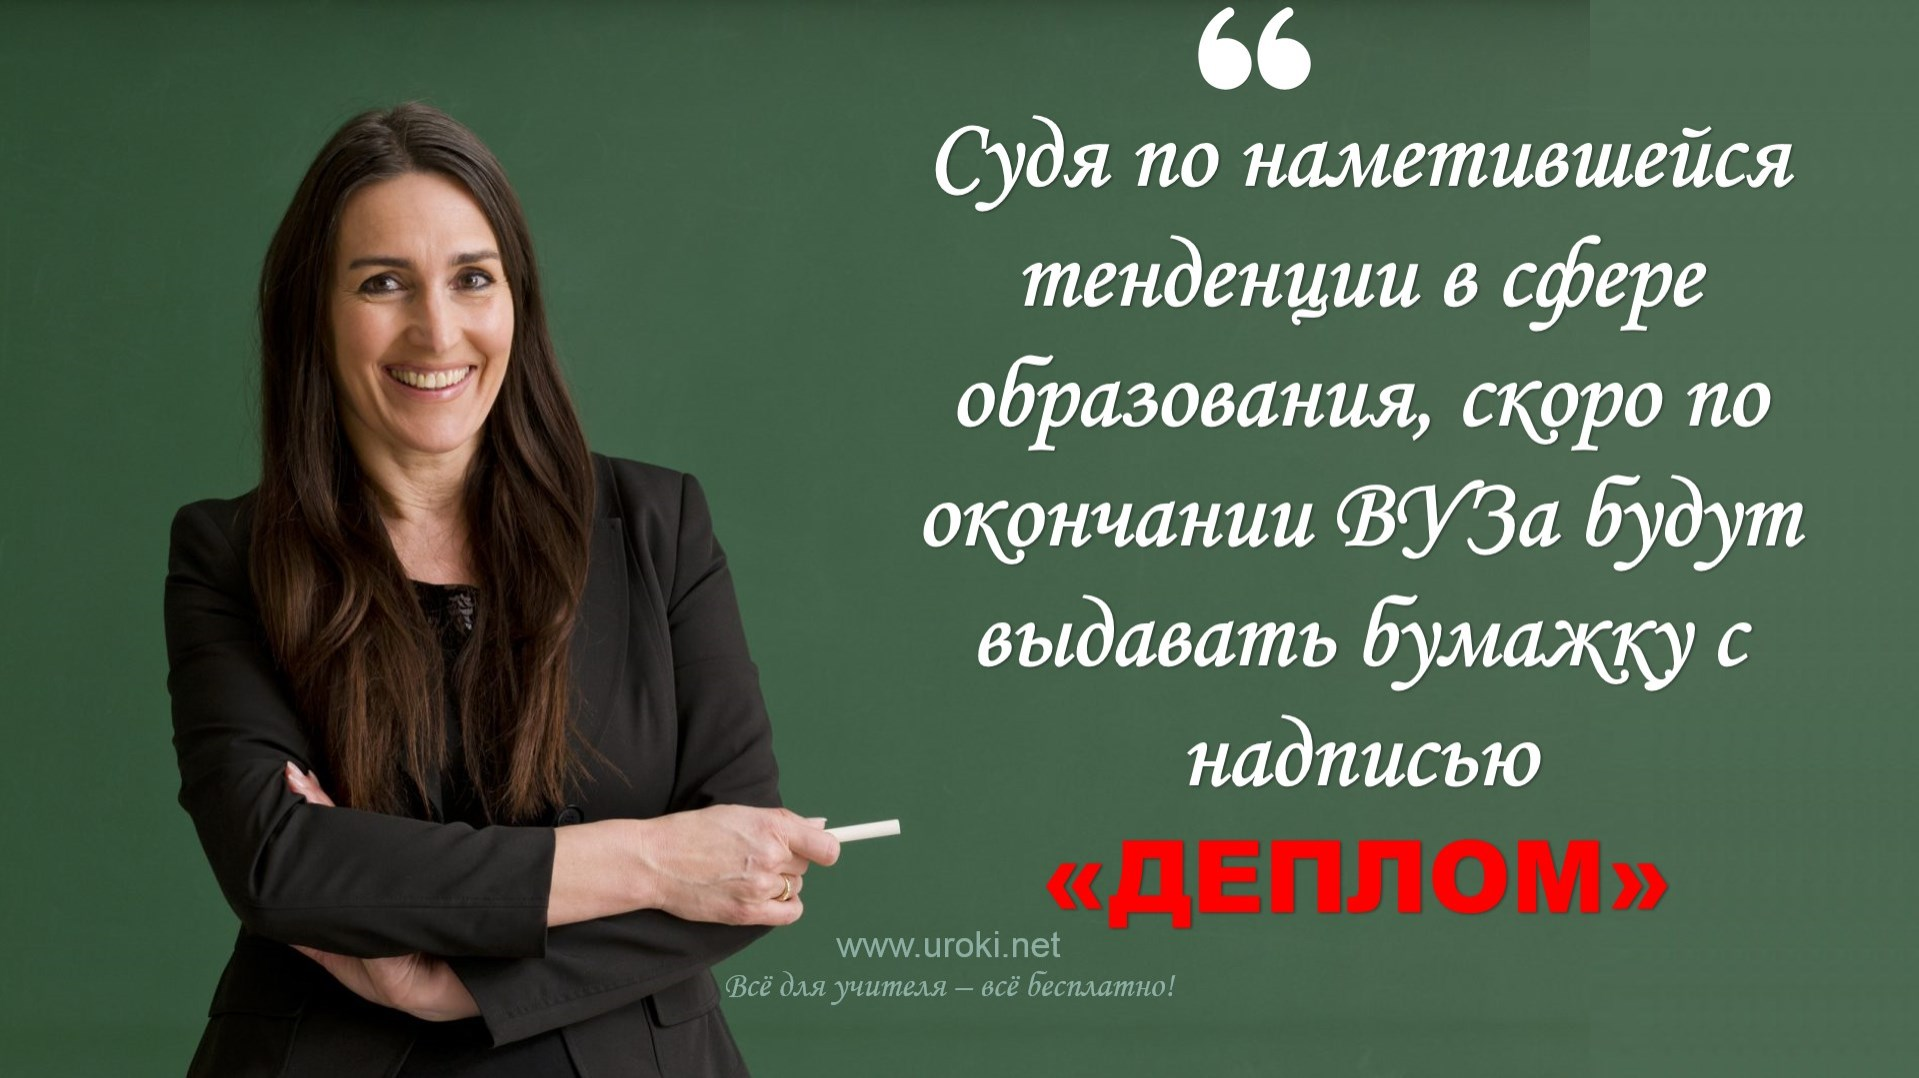 Судя по наметившейся
тенденции в сфере
образования, скоро по
окончании ВУЗа будут
выдавать бумажку с
надписью
«ДЕПЛОМ»
www.uroki.net
Всё для учителя – всё бесплатно!